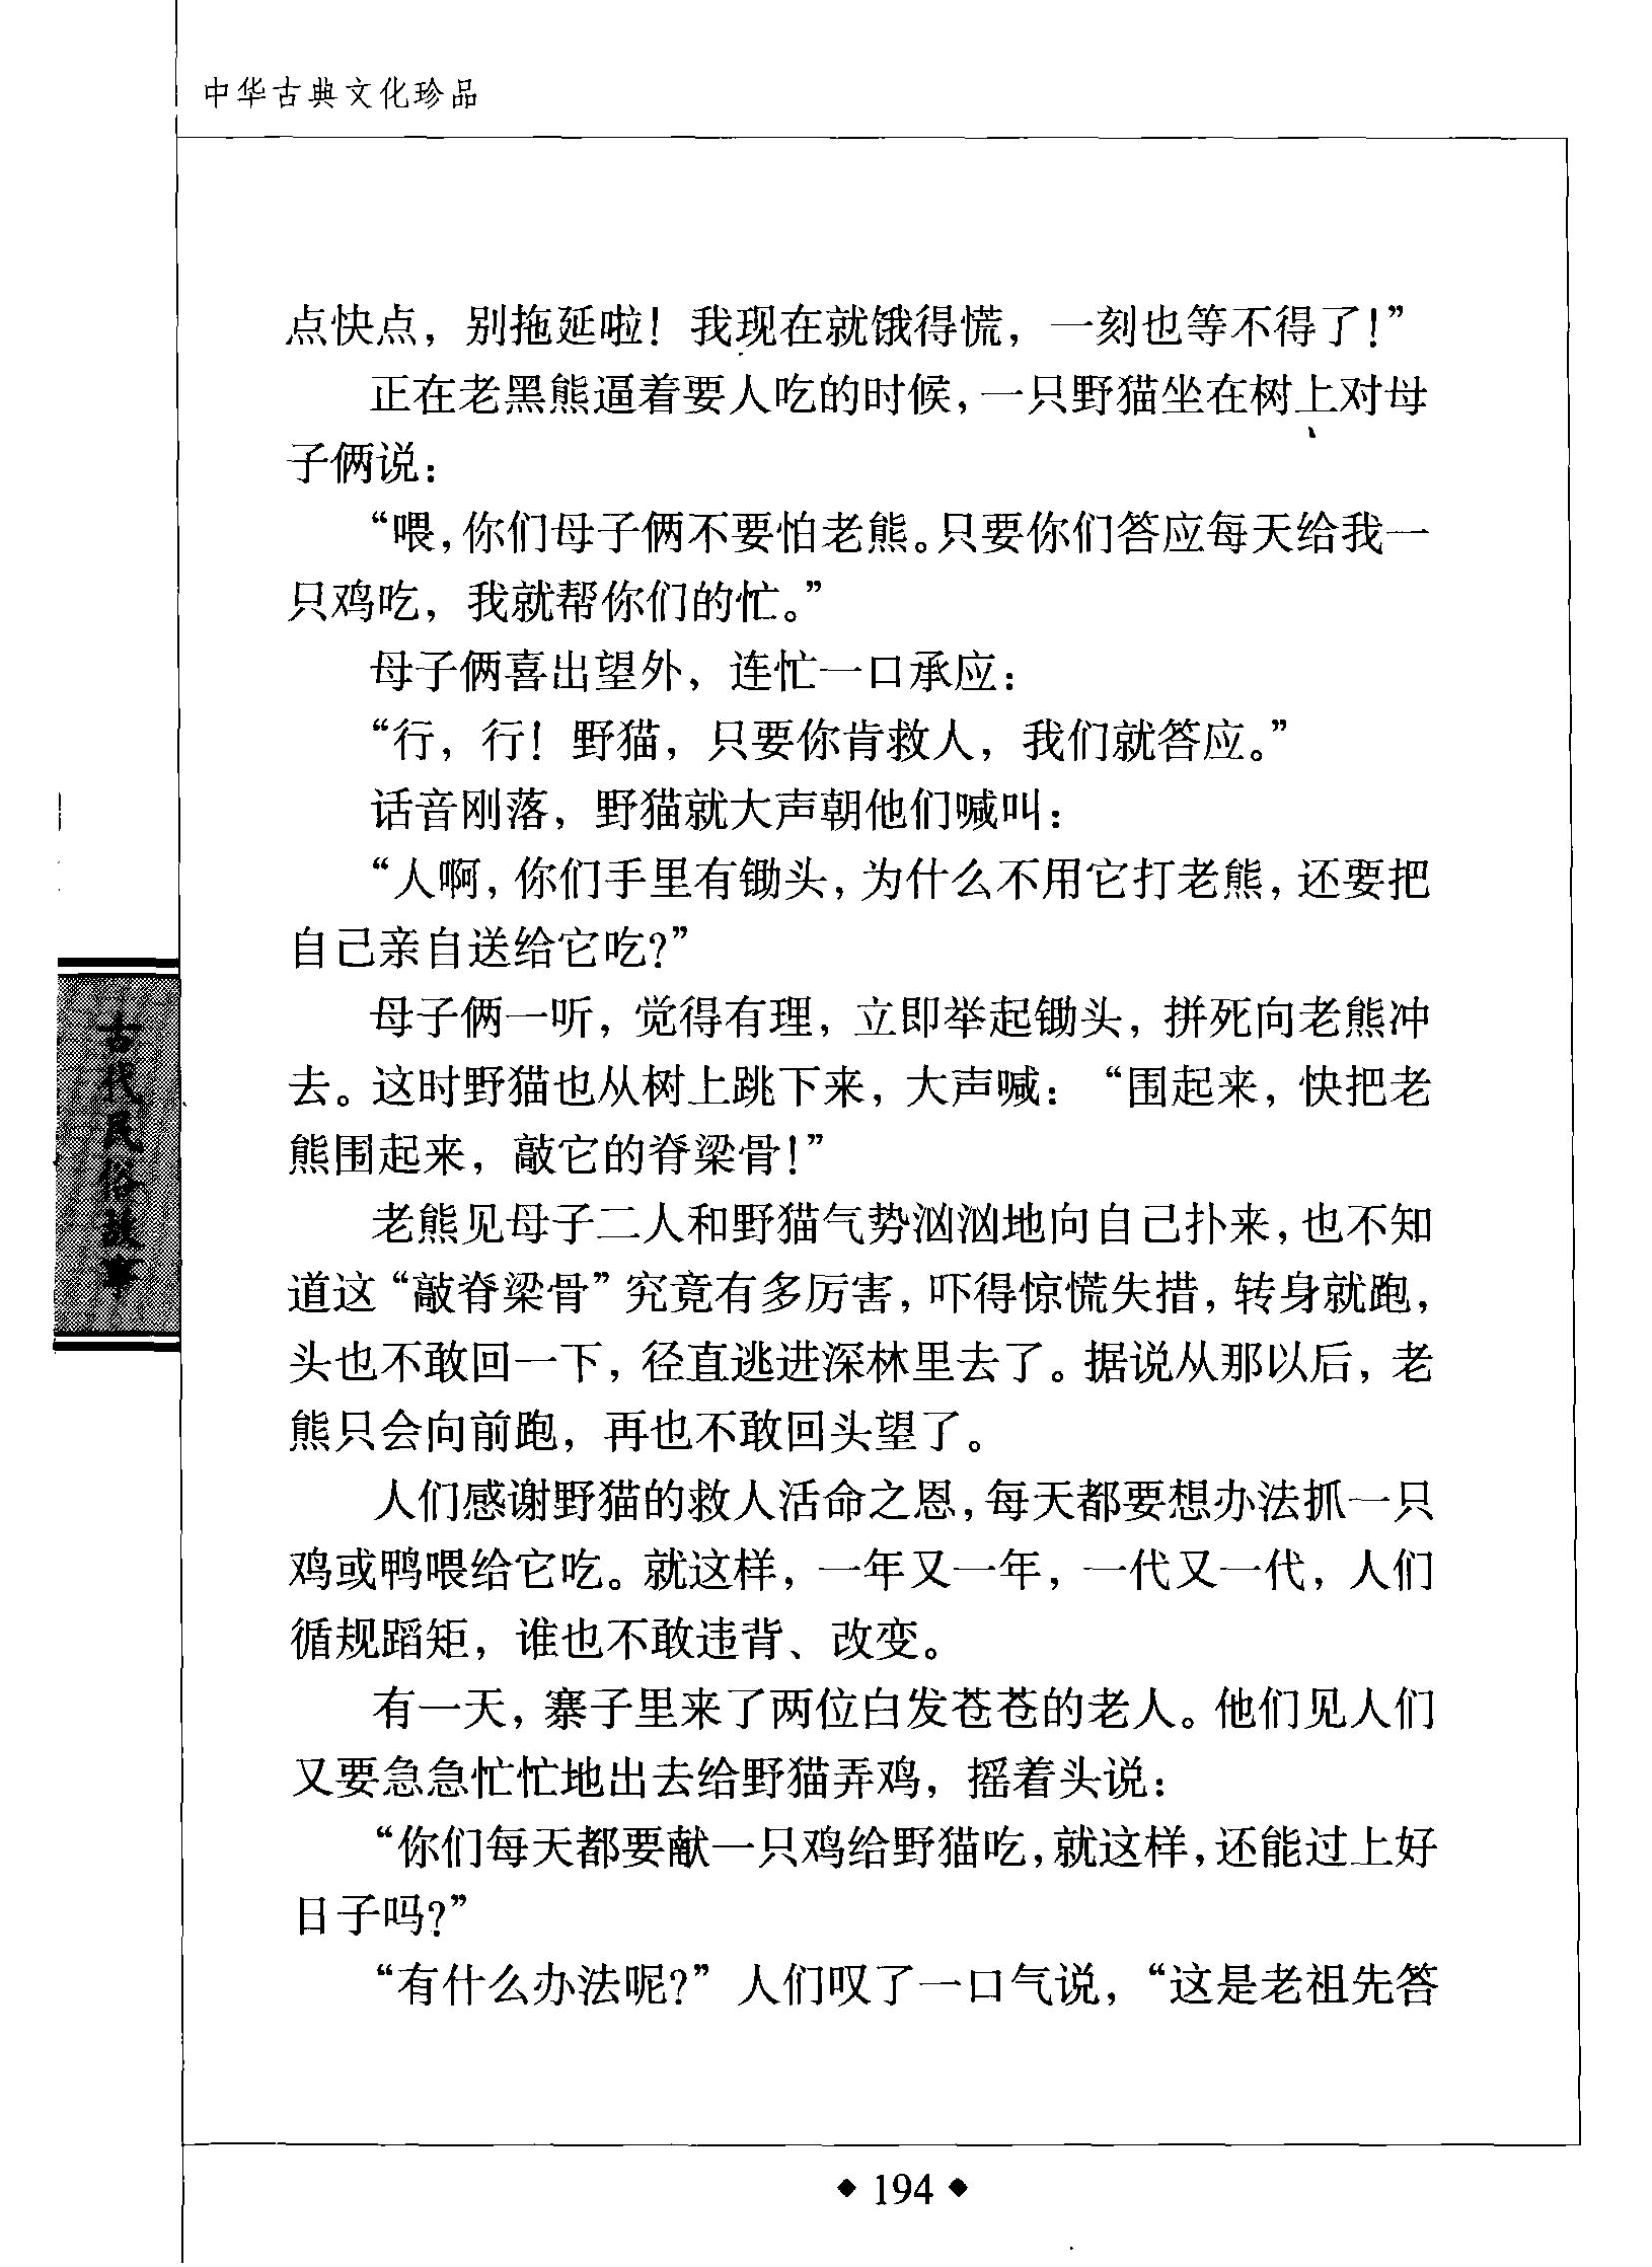 中华古典文化珍品
点快点，别拖延啦！我现在就饿得慌，一刻也等不得了！”
正在老黑熊逼着要人吃的时候，一只野猫坐在树上对母
子俩说：
“喂，你们母子俩不要怕老熊。只要你们答应每天给我一
只鸡吃，我就帮你们的忙。”
母子俩喜出望外，连忙一口承应：
“行，行！野猫，只要你肯救人，我们就答应。”
话音刚落，野猫就大声朝他们喊叫：
“人啊，你们手里有锄头，为什么不用它打老熊，还要把
自己亲自送给它吃？”
母子俩一听，觉得有理，立即举起锄头，拼死向老熊冲
去。这时野猫也从树上跳下来，大声喊：“围起来，快把老
熊围起来，敲它的脊梁骨！”
老熊见母子二人和野猫气势汹汹地向自己扑来，也不知
道这“敲脊梁骨”究竟有多厉害，吓得惊慌失措，转身就跑，
头也不敢回一下，径直逃进深林里去了。据说从那以后，老
熊只会向前跑，再也不敢回头望了。
人们感谢野猫的救人活命之恩，每天都要想办法抓一只
鸡或鸭喂给它吃。就这样，一年又一年，一代又一代，人们
循规蹈矩，谁也不敢违背、改变。
有一天，寨子里来了两位白发苍苍的老人。他们见人们
又要急急忙忙地出去给野猫弄鸡，摇着头说：
“你们每天都要献一只鸡给野猫吃，就这样，还能过上好
日子吗？”
“有什么办法呢？”人们叹了一口气说，“这是老祖先答
古代民俗故事
◆ 194 ◆